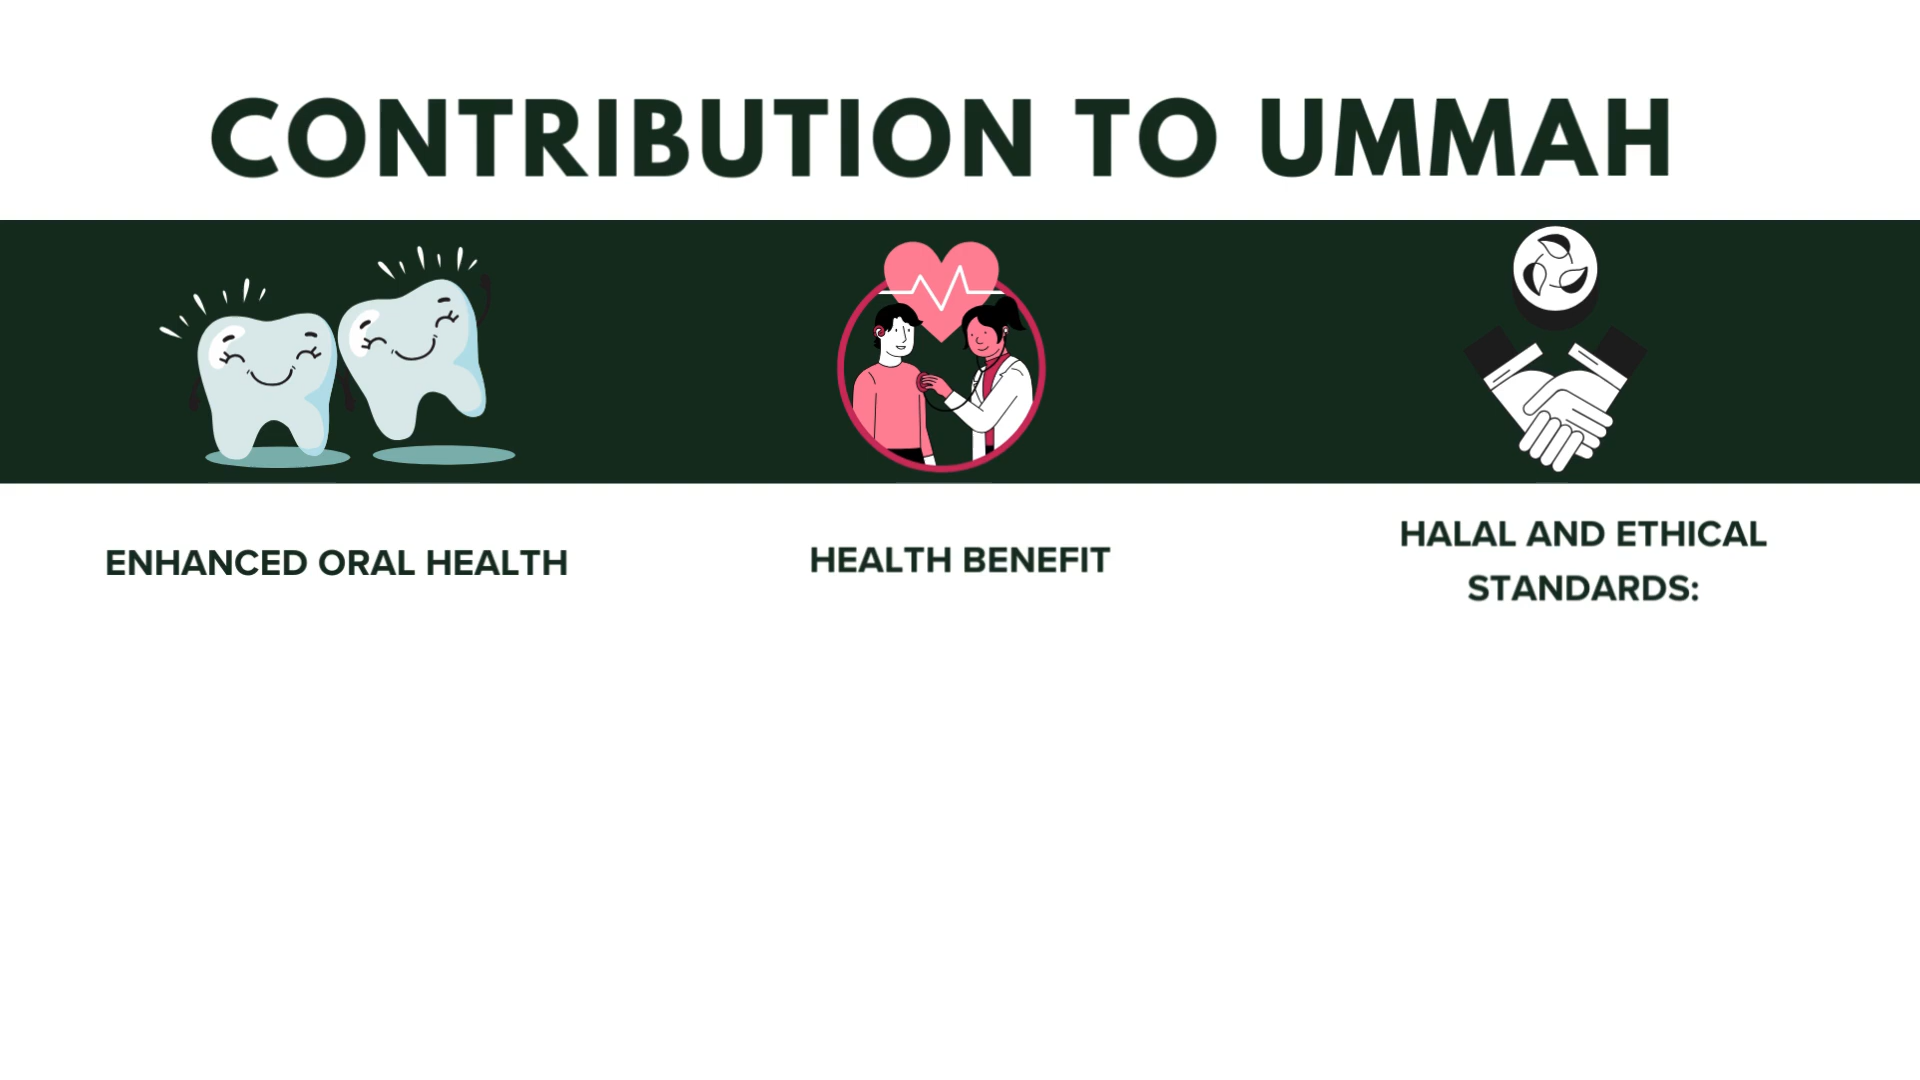 CONTRIBUTION TO UMMAH
ENHANCED ORAL HEALTH
HEALTH BENEFIT
HALAL AND ETHICAL
STANDARDS: